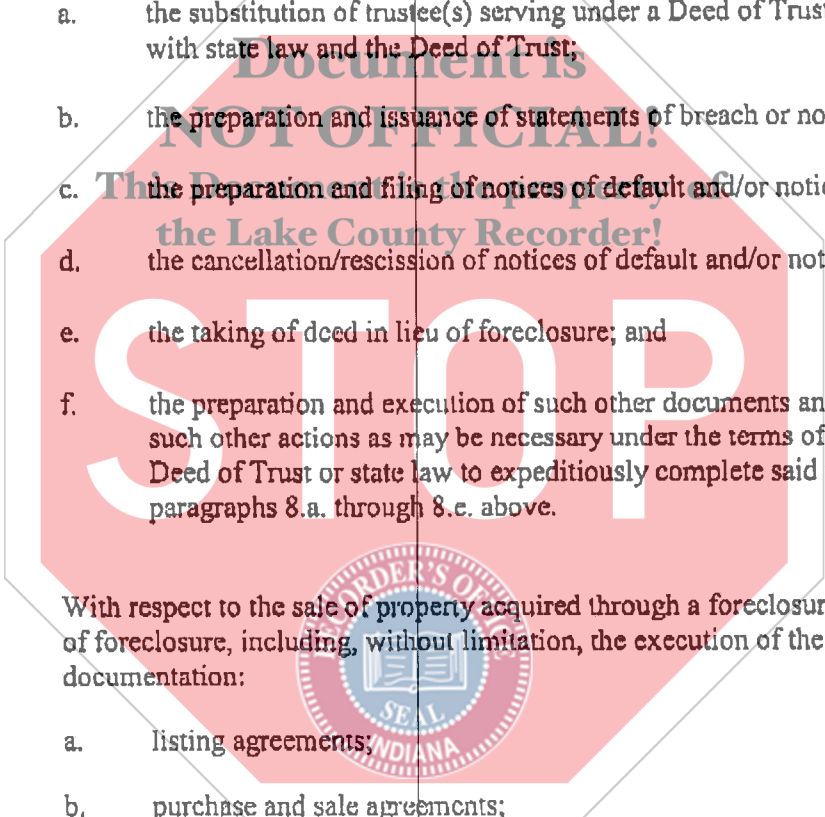 a. the substitution of trustee(s) serving under a Deed of Trust
with state law and the Deed of Trust;
Document is
b. the preparation and issuance of statements of breach or no
NOT OFFICIAL!
c. the preparation and filing of notices of default and/or notic
This Document is the property of
the Lake County Recorder!
d. the cancellation/rescission of notices of default and/or not
STOP
e. the taking of deed in lieu of foreclosure; and
f. the preparation and execution of such other documents an
such other actions as may be necessary under the terms of
Deed of Trust or state law to expeditiously complete said
paragraphs 8.a. through 8.e. above.
RECORDER'S OFFICE
SEAL
INDIANA
With respect to the sale of property acquired through a foreclosur
of foreclosure, including, without limitation, the execution of the
documentation:
a. listing agreements;
b. purchase and sale agreements;